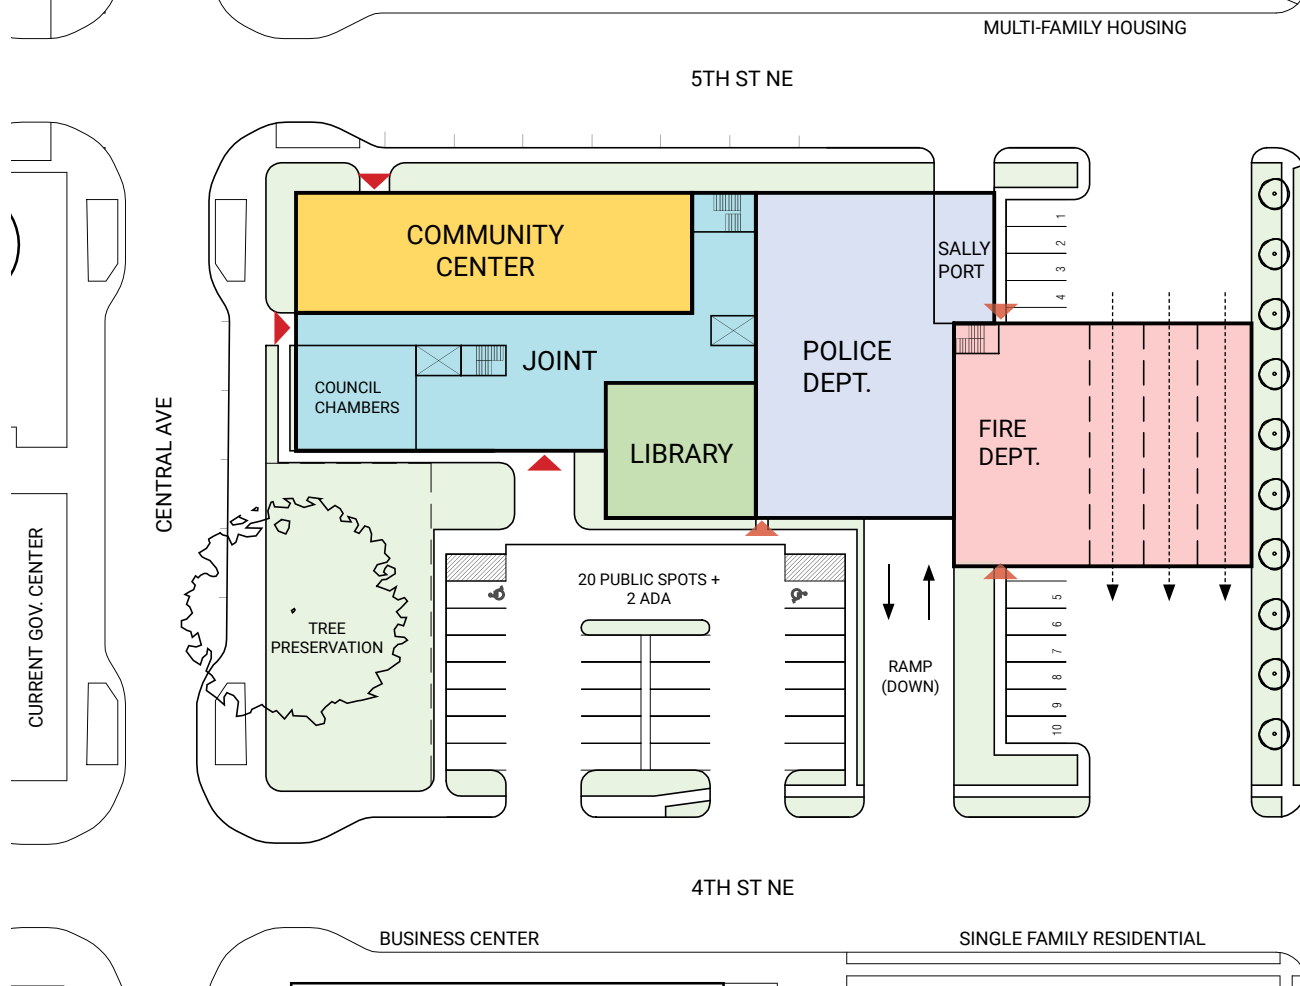 MULTI-FAMILY HOUSING
5TH ST NE
COMMUNITY
CENTER
SALLY
PORT
1
2
3
4
JOINT
POLICE
DEPT.
COUNCIL
CHAMBERS
LIBRARY
FIRE
DEPT.
CENTRAL AVE
CURRENT GOV. CENTER
20 PUBLIC SPOTS +
2 ADA
TREE
PRESERVATION
RAMP
(DOWN)
5
6
7
8
9
10
4TH ST NE
BUSINESS CENTER
SINGLE FAMILY RESIDENTIAL